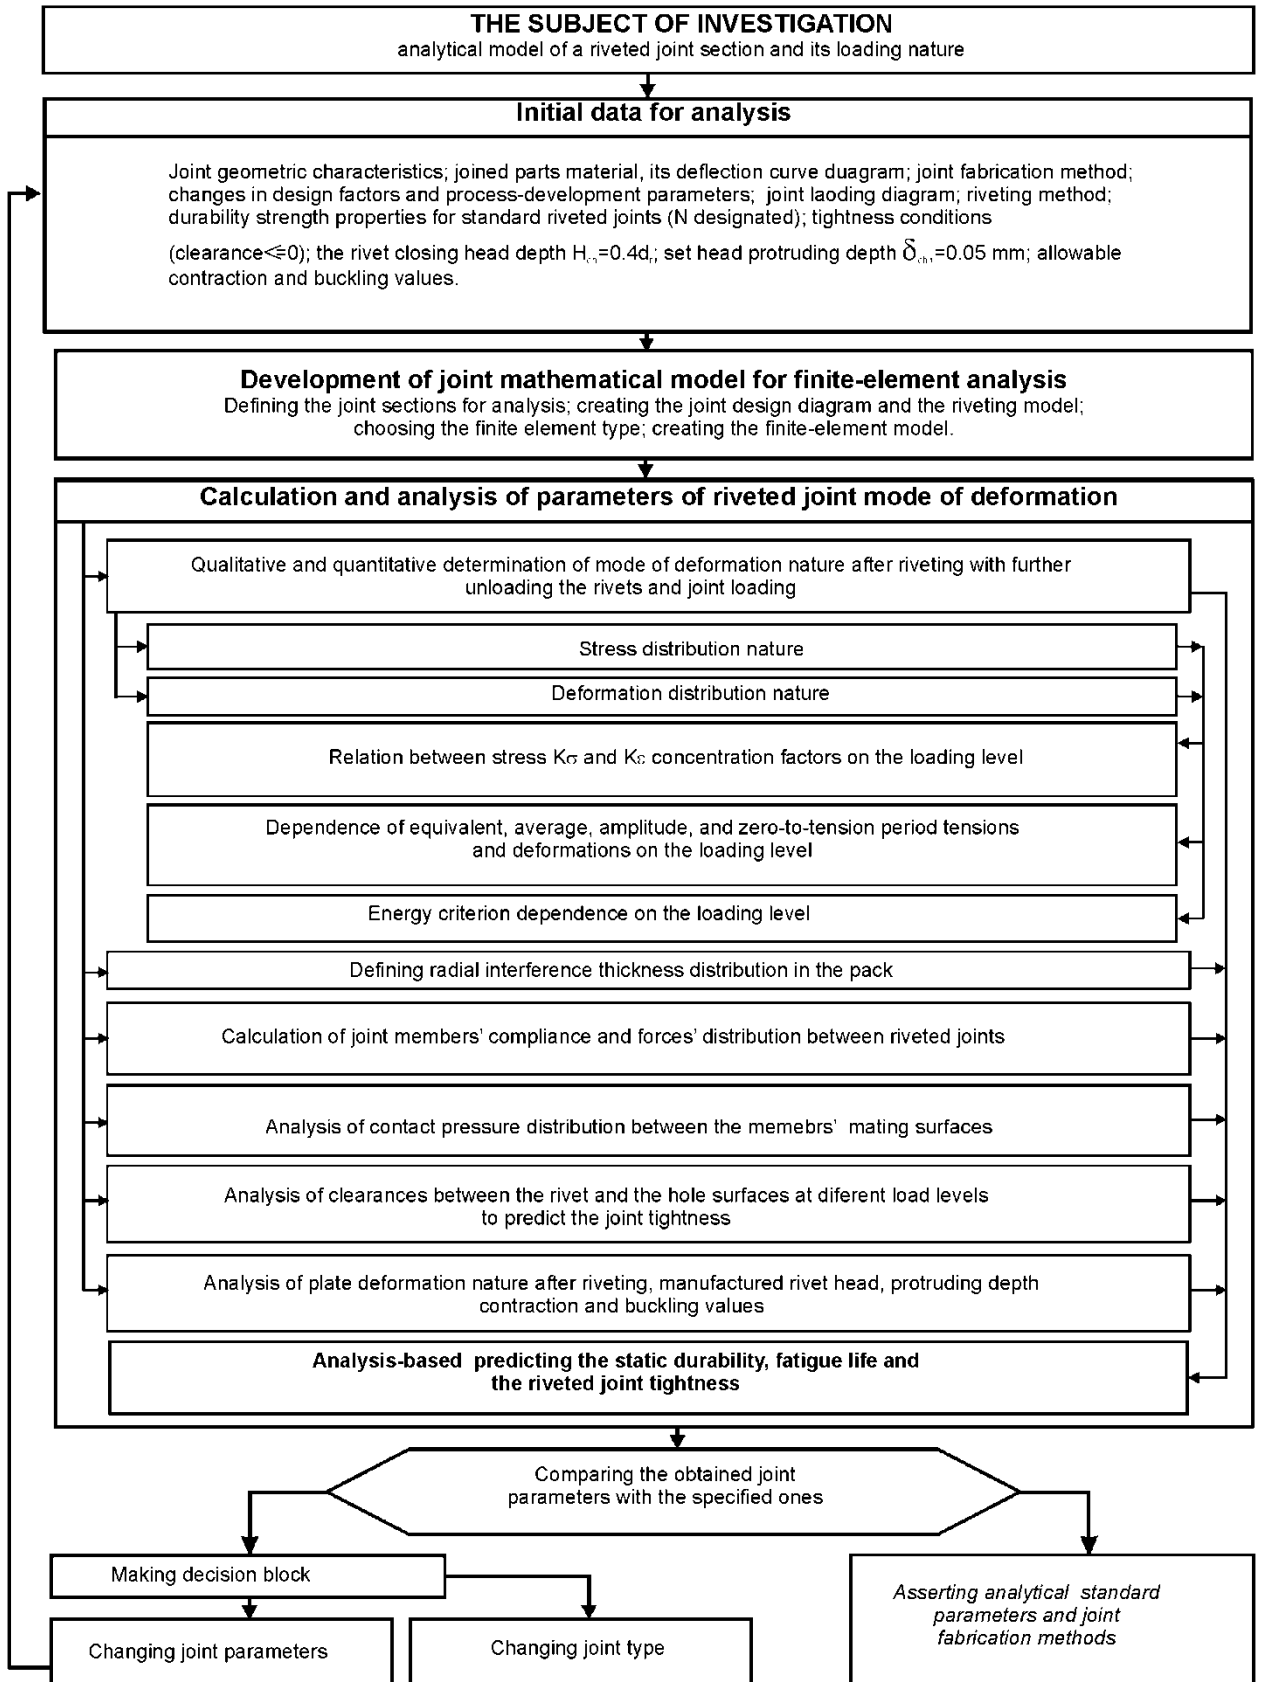 THE SUBJECT OF INVESTIGATION
analytical model of a riveted joint section and its loading nature
Initial data for analysis
Joint geometric characteristics; joined parts material, its deflection curve duagram; joint fabrication method;
changes in design factors and process-development parameters; joint laoding diagram; riveting method;
durability strength properties for standard riveted joints (N designated); tightness conditions
(clearance<=0); the rivet closing head depth H =0.4d; set head protruding depth δ =0.05 mm; allowable
contraction and buckling values.
Development of joint mathematical model for finite-element analysis
Defining the joint sections for analysis; creating the joint design diagram and the riveting model;
choosing the finite element type; creating the finite-element model.
Calculation and analysis of parameters of riveted joint mode of deformation
Qualitative and quantitative determination of mode of deformation nature after riveting with further
unloading the rivets and joint loading
Stress distribution nature
Deformation distribution nature
Relation between stress Kσ and Kε concentration factors on the loading level
Dependence of equivalent, average, amplitude, and zero-to-tension period tensions
and deformations on the loading level
Energy criterion dependence on the loading level
Defining radial interference thickness distribution in the pack
Calculation of joint members’ compliance and forces’ distribution between riveted joints
Analysis of contact pressure distribution between the memebrs’ mating surfaces
Analysis of clearances between the rivet and the hole surfaces at diferent load levels
to predict the joint tightness
Analysis of plate deformation nature after riveting, manufactured rivet head, protruding depth
contraction and buckling values
Analysis-based predicting the static durability, fatigue life and
the riveted joint tightness
Comparing the obtained joint
parameters with the specified ones
Making decision block
Changing joint parameters
Changing joint type
Asserting analytical standard
parameters and joint
fabrication methods